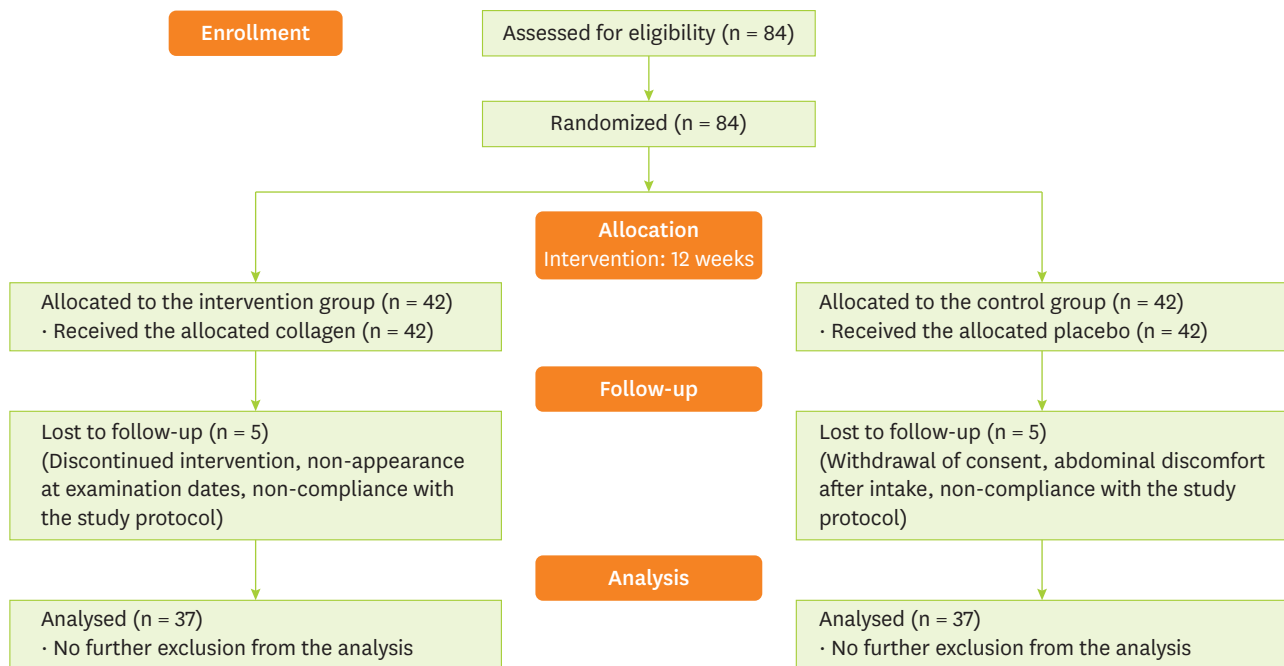 Enrollment
Assessed for eligibility (n = 84)
Randomized (n = 84)
Allocation
Intervention: 12 weeks
Allocated to the intervention group (n = 42)
· Received the allocated collagen (n = 42)
Allocated to the control group (n = 42)
· Received the allocated placebo (n = 42)
Follow-up
Lost to follow-up (n = 5)
(Discontinued intervention, non-appearance
at examination dates, non-compliance with
the study protocol)
Lost to follow-up (n = 5)
(Withdrawal of consent, abdominal discomfort
after intake, non-compliance with the study
protocol)
Analysis
Analysed (n = 37)
· No further exclusion from the analysis
Analysed (n = 37)
· No further exclusion from the analysis